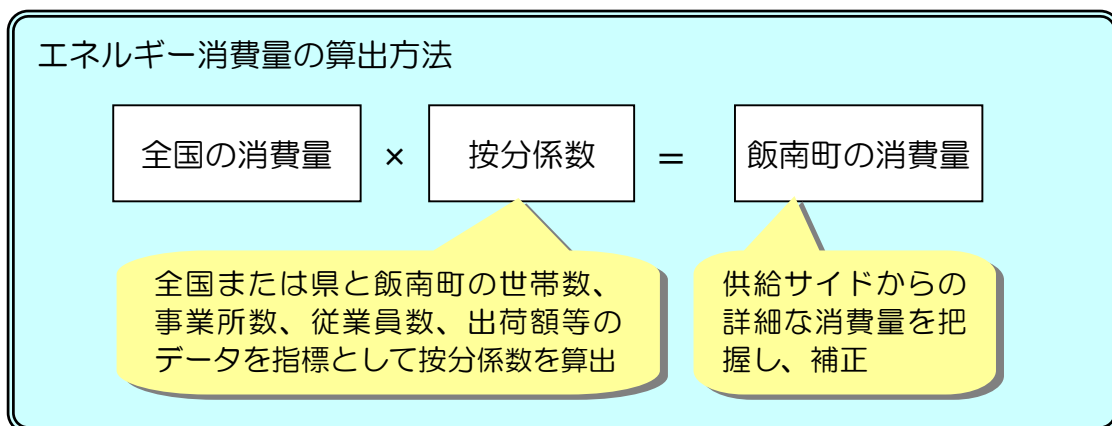 エネルギー消費量の算出方法
全国の消費量 × 按分係数 = 飯南町の消費量
全国または県と飯南町の世帯数、
事業所数、従業員数、出荷額等の
データを指標として按分係数を算出
供給サイドからの
詳細な消費量を把
握し、補正